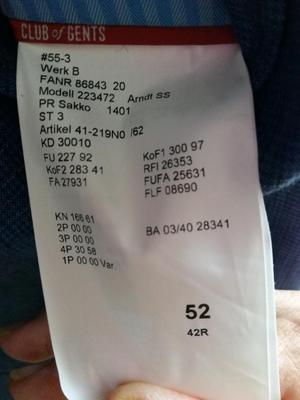 CLUB of GENTS
#55-3
Werk B
FANR 86843 20
Modell 223472 Arndt SS
PR Sakko 1401
ST 3
Artikel 41-219N0 /62
KD 30010
FU 227 92 KoF1 300 97
KoF2 283 41 RFI 26353
FA 27931 FUFA 25631
FLF 08690
KN 166 61
2P 00 00 BA 03/40 28341
3P 00 00
4P 30 58
1P 00 00 Var.
52
42R